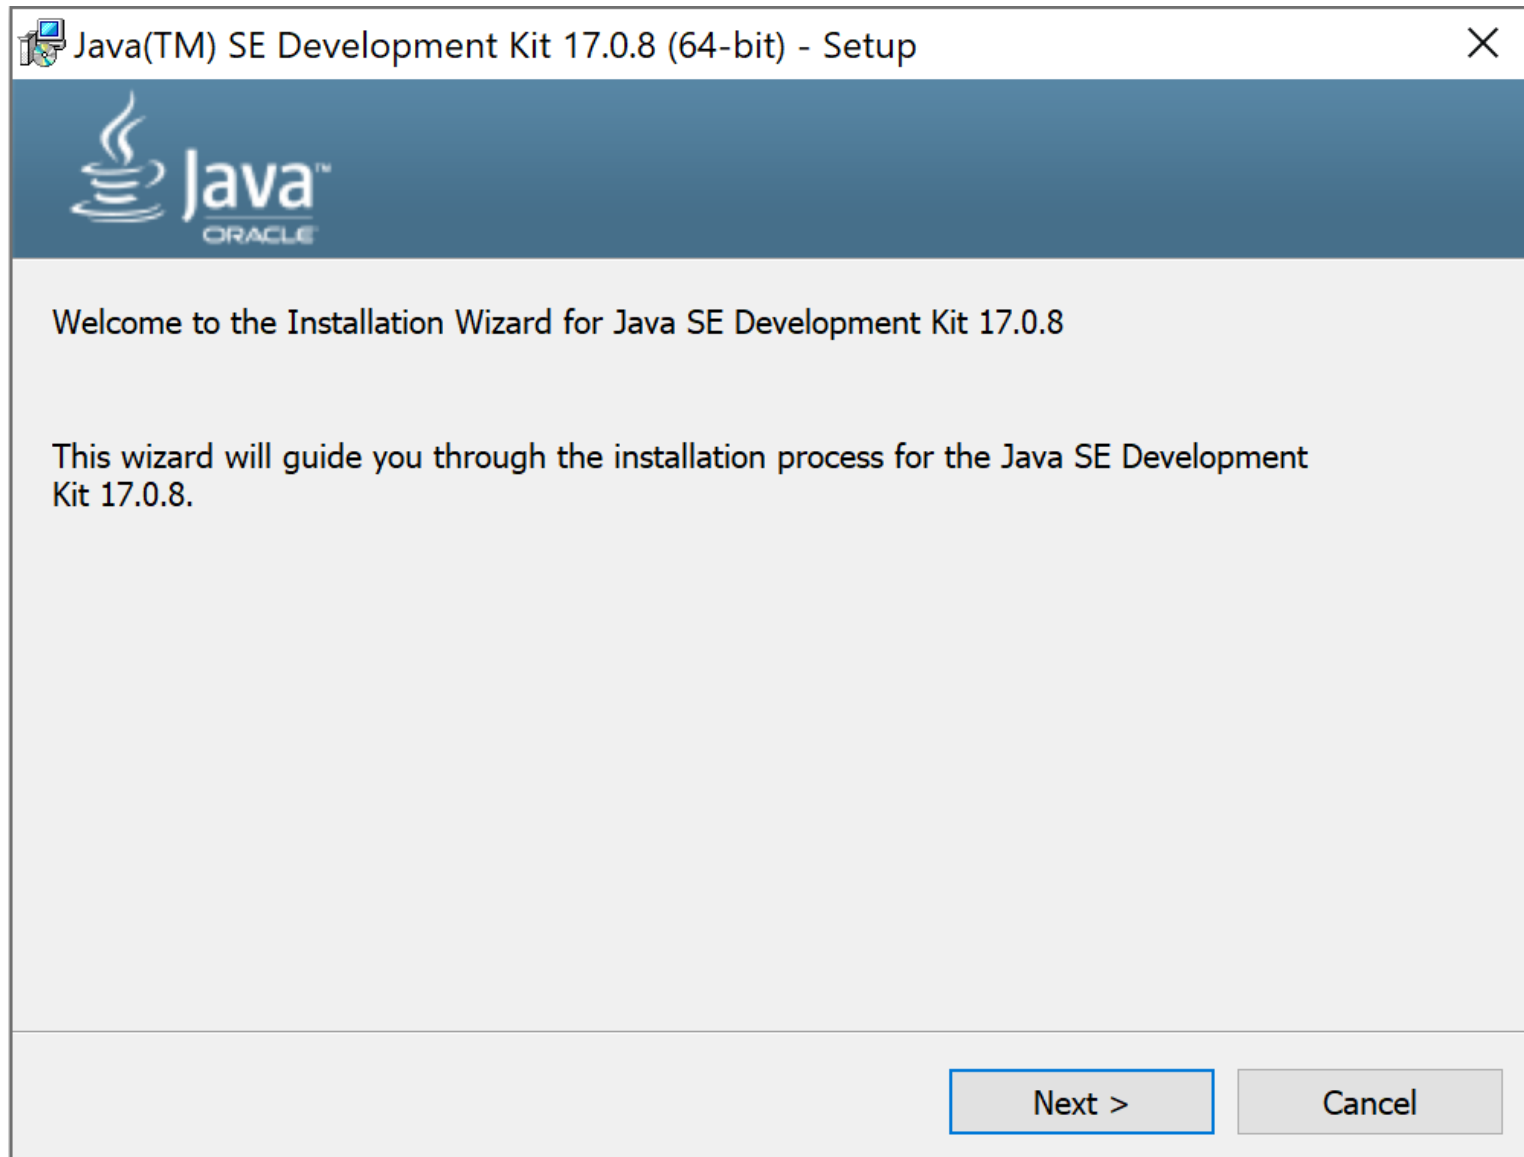 Java(TM) SE Development Kit 17.0.8 (64-bit) - Setup
Java™
ORACLE
Welcome to the Installation Wizard for Java SE Development Kit 17.0.8
This wizard will guide you through the installation process for the Java SE Development
Kit 17.0.8.
Next >
Cancel